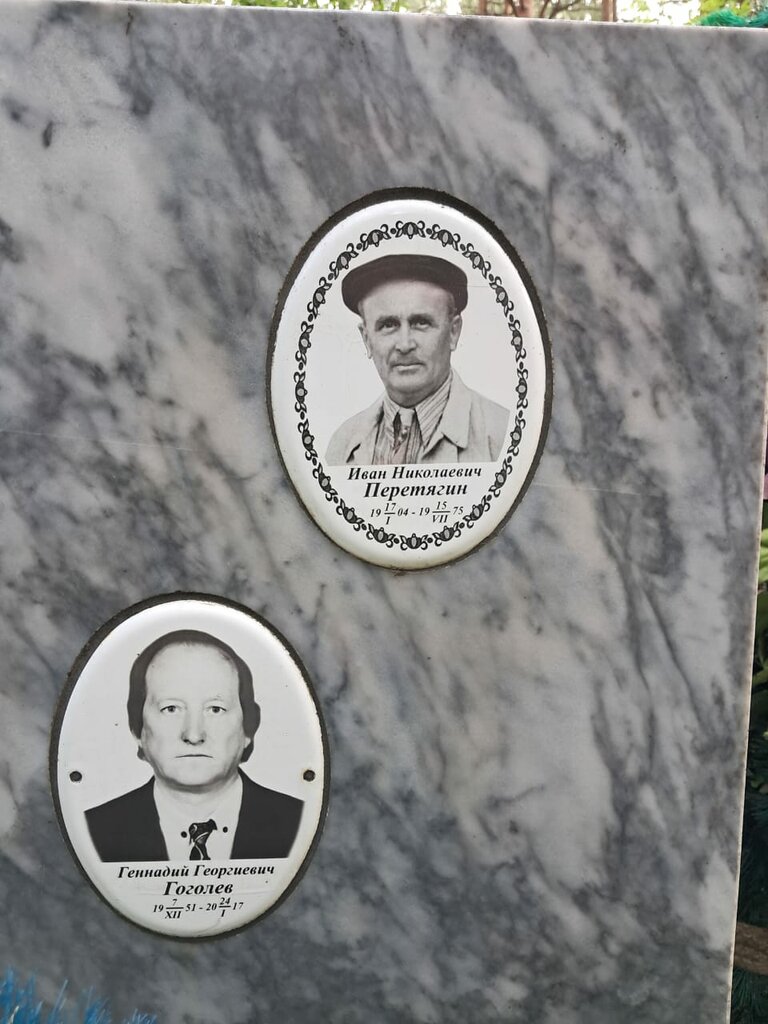 Иван Николаевич
Перетягин
19 17/I 04 - 19 15/VII 75
Геннадий Георгиевич
Гоголев
19 7/XII 51 - 20 24/I 17